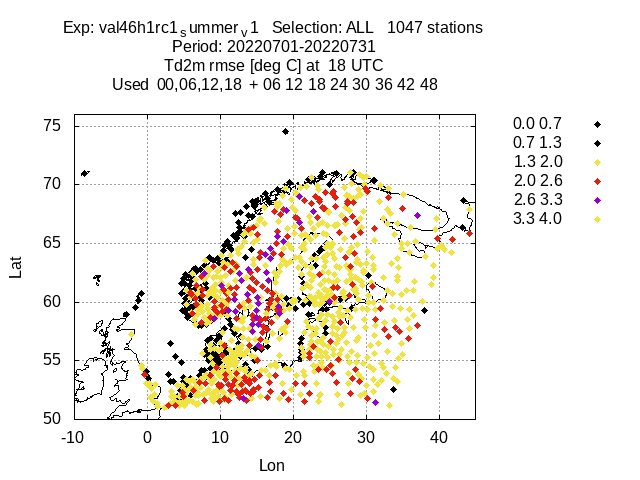 Exp: val46h1rc1summerv1 Selection: ALL 1047 stations
Period: 20220701-20220731
Td2m rmse [deg C] at 18 UTC
Used 00,06,12,18 + 06 12 18 24 30 36 42 48
75
70
65
60
55
50
Lat
-10 0 10 20 30 40
Lon
0.0 0.7
0.7 1.3
1.3 2.0
2.0 2.6
2.6 3.3
3.3 4.0